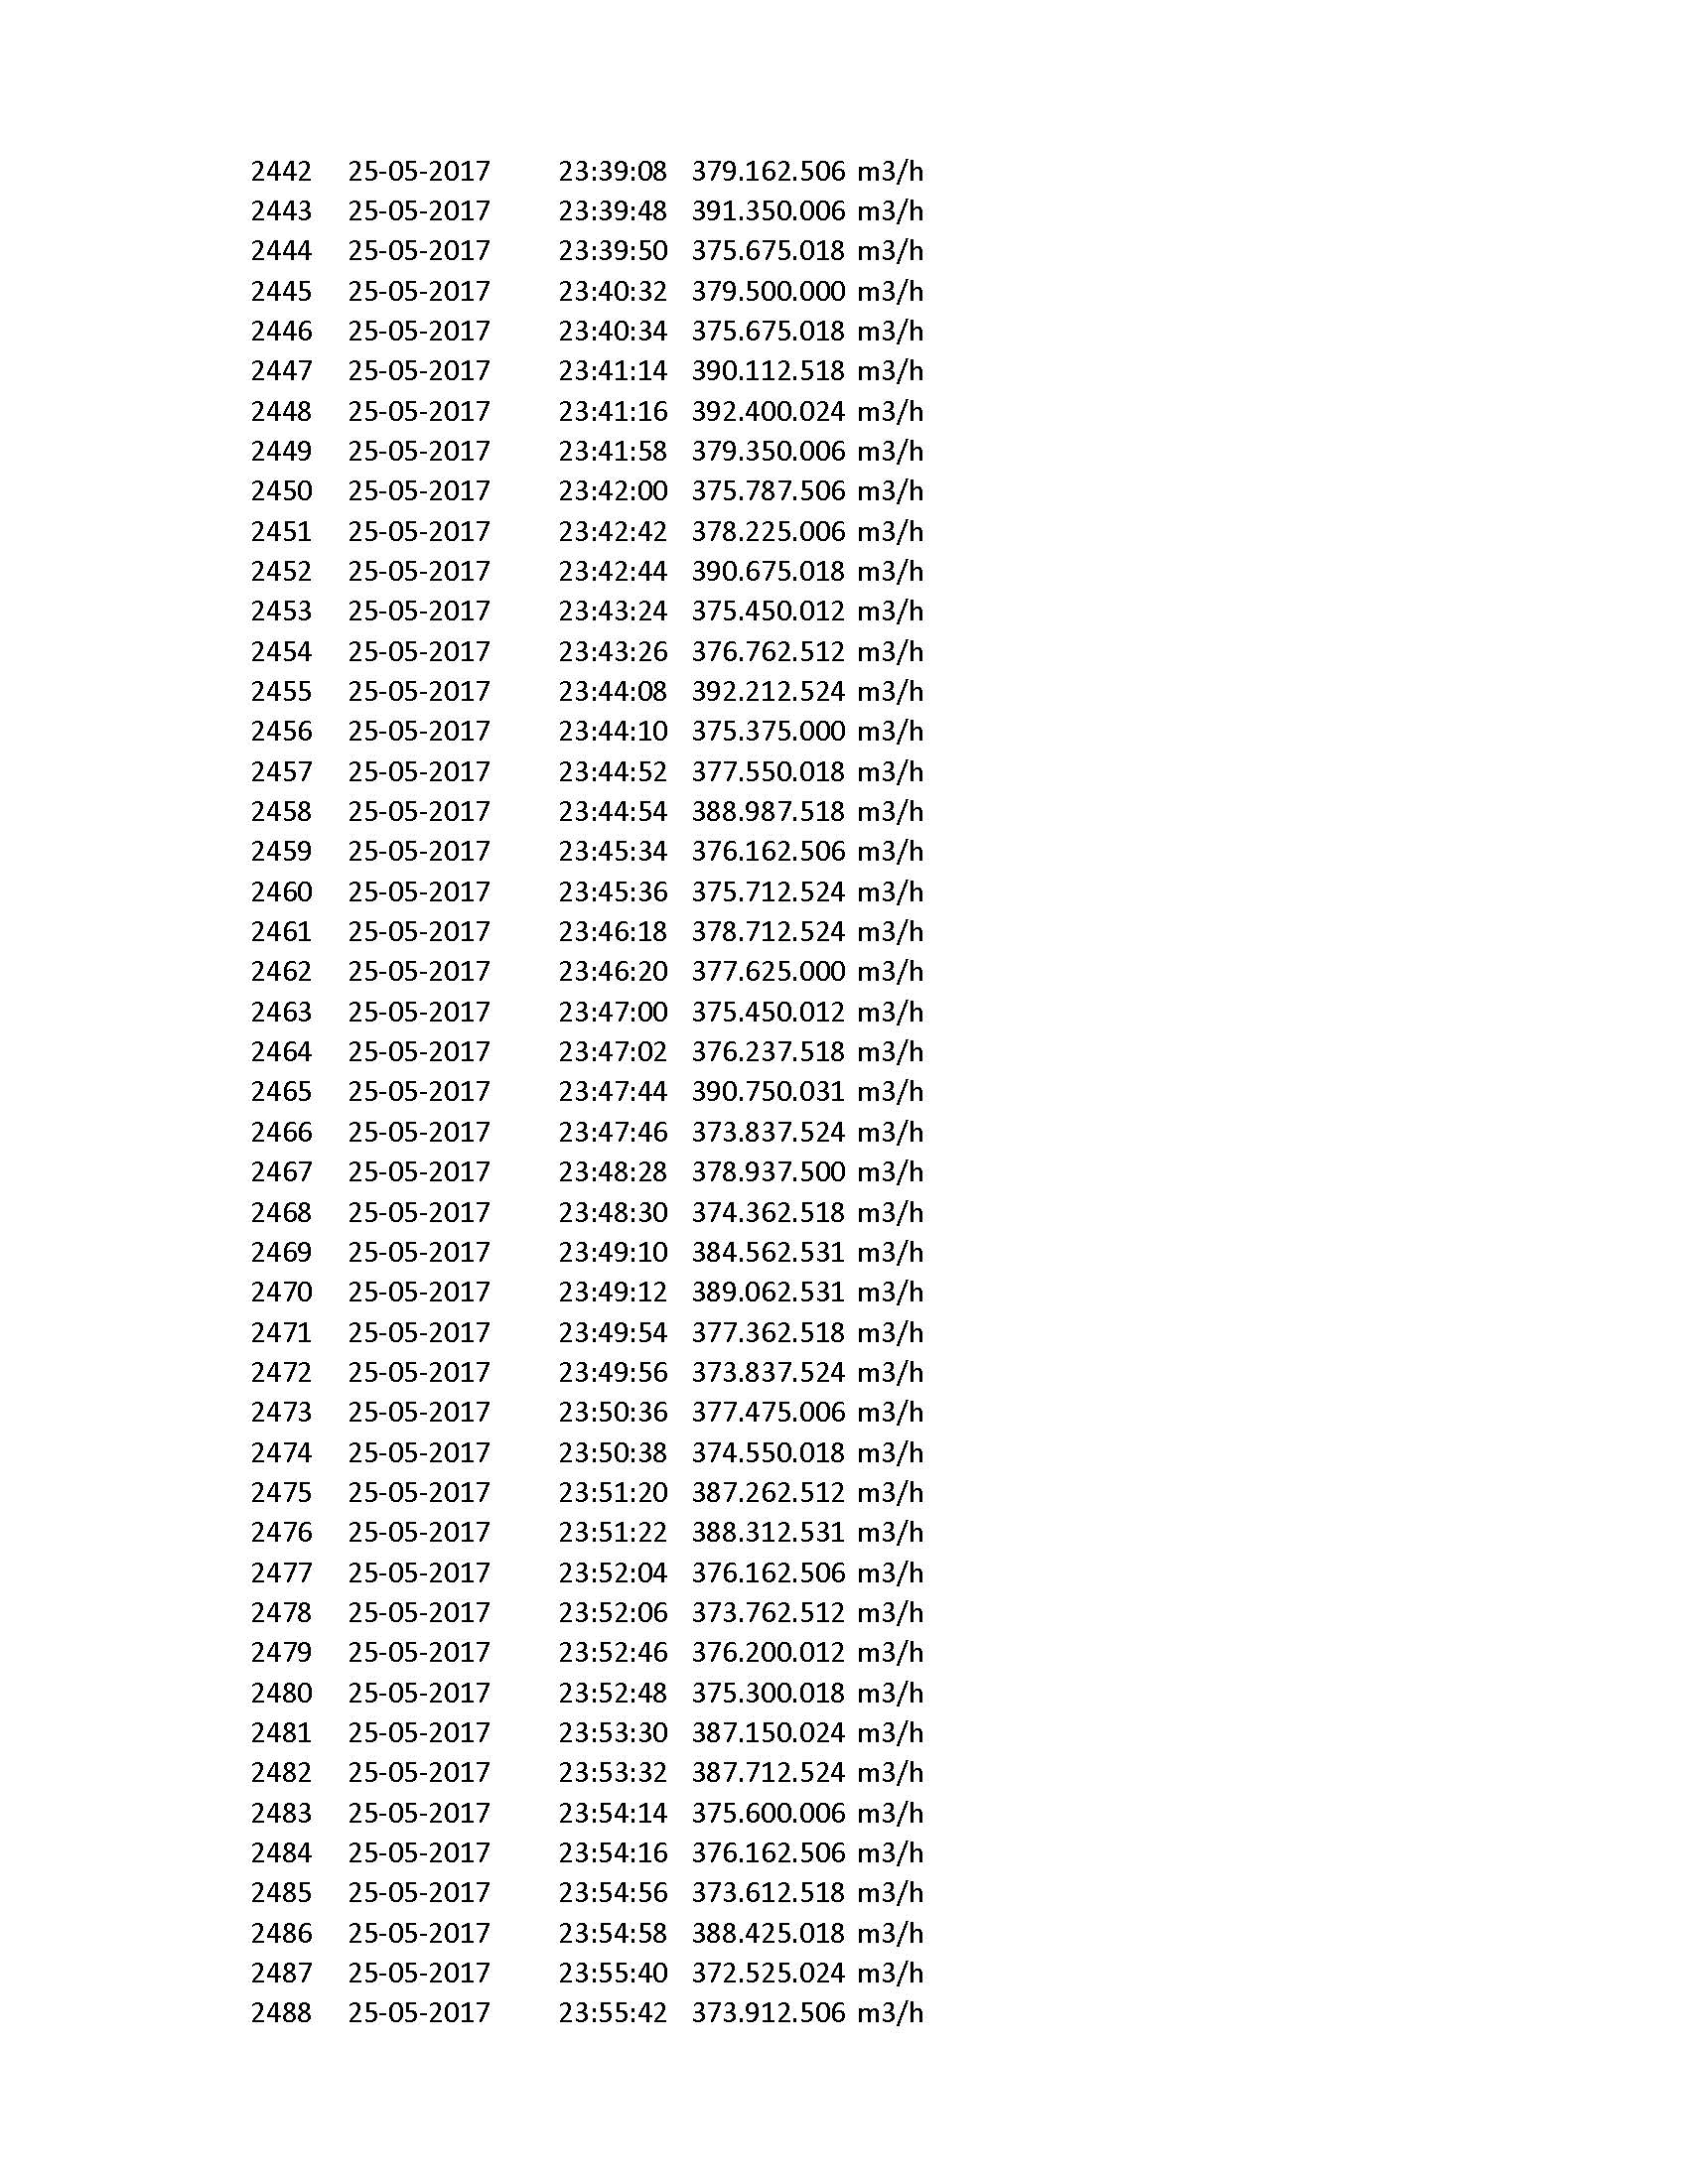 2442 25-05-2017 23:39:08 379.162.506 m3/h
2443 25-05-2017 23:39:48 391.350.006 m3/h
2444 25-05-2017 23:39:50 375.675.018 m3/h
2445 25-05-2017 23:40:32 379.500.000 m3/h
2446 25-05-2017 23:40:34 375.675.018 m3/h
2447 25-05-2017 23:41:14 390.112.518 m3/h
2448 25-05-2017 23:41:16 392.400.024 m3/h
2449 25-05-2017 23:41:58 379.350.006 m3/h
2450 25-05-2017 23:42:00 375.787.506 m3/h
2451 25-05-2017 23:42:42 378.225.006 m3/h
2452 25-05-2017 23:42:44 390.675.018 m3/h
2453 25-05-2017 23:43:24 375.450.012 m3/h
2454 25-05-2017 23:43:26 376.762.512 m3/h
2455 25-05-2017 23:44:08 392.212.524 m3/h
2456 25-05-2017 23:44:10 375.375.000 m3/h
2457 25-05-2017 23:44:52 377.550.018 m3/h
2458 25-05-2017 23:44:54 388.987.518 m3/h
2459 25-05-2017 23:45:34 376.162.506 m3/h
2460 25-05-2017 23:45:36 375.712.524 m3/h
2461 25-05-2017 23:46:18 378.712.524 m3/h
2462 25-05-2017 23:46:20 377.625.000 m3/h
2463 25-05-2017 23:47:00 375.450.012 m3/h
2464 25-05-2017 23:47:02 376.237.518 m3/h
2465 25-05-2017 23:47:44 390.750.031 m3/h
2466 25-05-2017 23:47:46 373.837.524 m3/h
2467 25-05-2017 23:48:28 378.937.500 m3/h
2468 25-05-2017 23:48:30 374.362.518 m3/h
2469 25-05-2017 23:49:10 384.562.531 m3/h
2470 25-05-2017 23:49:12 389.062.531 m3/h
2471 25-05-2017 23:49:54 377.362.518 m3/h
2472 25-05-2017 23:49:56 373.837.524 m3/h
2473 25-05-2017 23:50:36 377.475.006 m3/h
2474 25-05-2017 23:50:38 374.550.018 m3/h
2475 25-05-2017 23:51:20 387.262.512 m3/h
2476 25-05-2017 23:51:22 388.312.531 m3/h
2477 25-05-2017 23:52:04 376.162.506 m3/h
2478 25-05-2017 23:52:06 373.762.512 m3/h
2479 25-05-2017 23:52:46 376.200.012 m3/h
2480 25-05-2017 23:52:48 375.300.018 m3/h
2481 25-05-2017 23:53:30 387.150.024 m3/h
2482 25-05-2017 23:53:32 387.712.524 m3/h
2483 25-05-2017 23:54:14 375.600.006 m3/h
2484 25-05-2017 23:54:16 376.162.506 m3/h
2485 25-05-2017 23:54:56 373.612.518 m3/h
2486 25-05-2017 23:54:58 388.425.018 m3/h
2487 25-05-2017 23:55:40 372.525.024 m3/h
2488 25-05-2017 23:55:42 373.912.506 m3/h